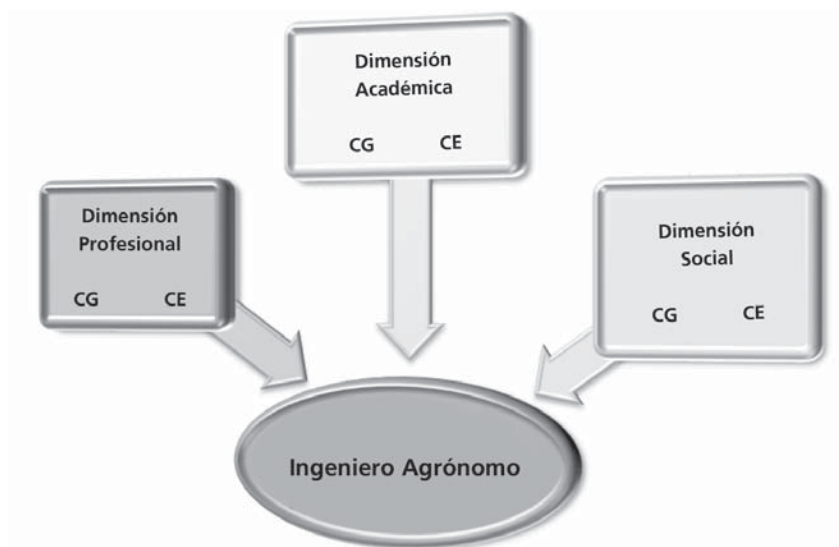 Dimensión
Académica
CG CE
Dimensión
Profesional
CG CE
Dimensión
Social
CG CE
Ingeniero Agrónomo